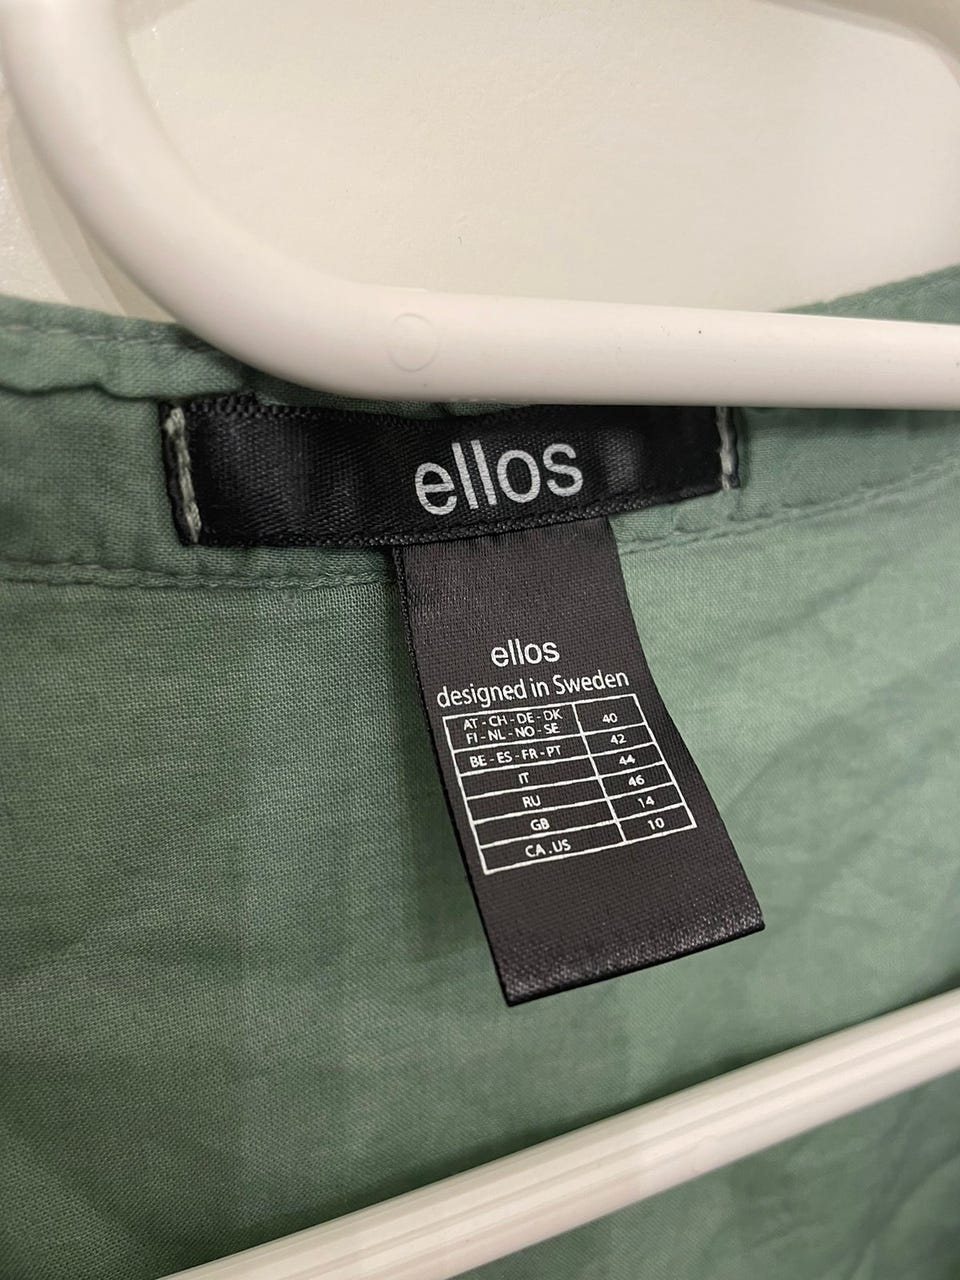 ellos
ellos
designed in Sweden
AT - CH - DE - DK
FI - NL - NO - SE 40
BE - ES - FR - PT 42
IT 44
RU 46
GB 14
CA . US 10